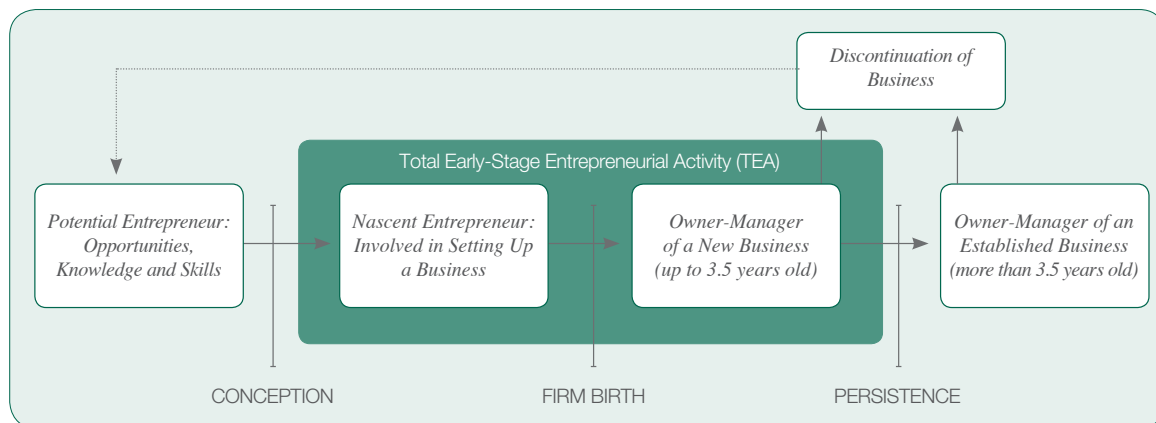 Discontinuation of
Business
Total Early-Stage Entrepreneurial Activity (TEA)
Potential Entrepreneur:
Opportunities,
Knowledge and Skills
Nascent Entrepreneur:
Involved in Setting Up
a Business
Owner-Manager
of a New Business
(up to 3.5 years old)
Owner-Manager of an
Established Business
(more than 3.5 years old)
CONCEPTION
FIRM BIRTH
PERSISTENCE